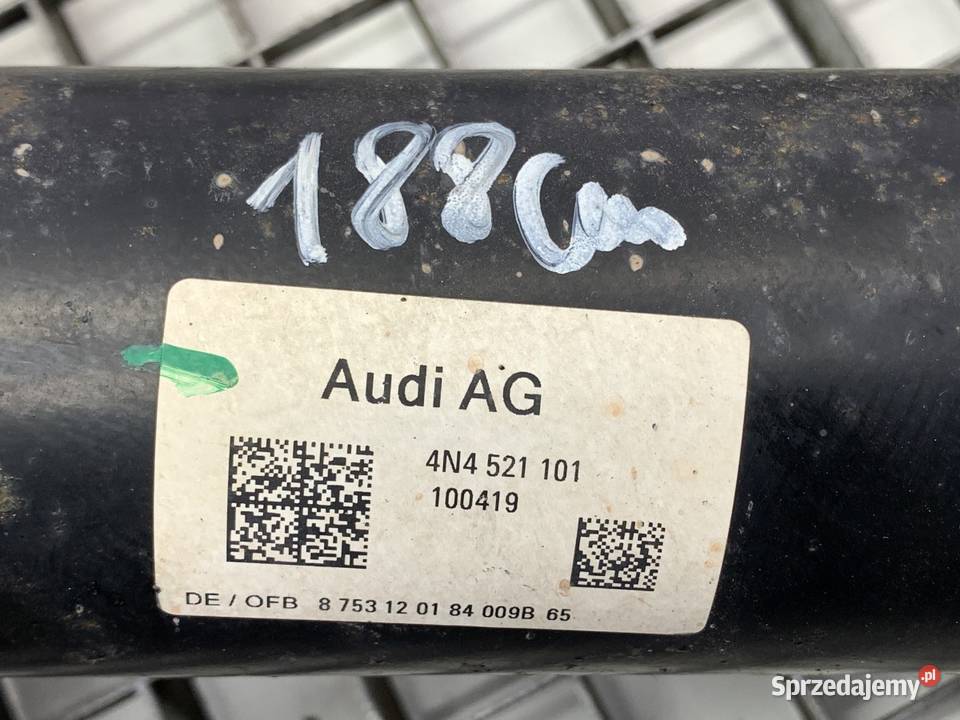 188cm
Audi AG
4N4 521 101
100419
DE / OFB 8 753 12 01 84 009B 65
Sprzedajemy.pl